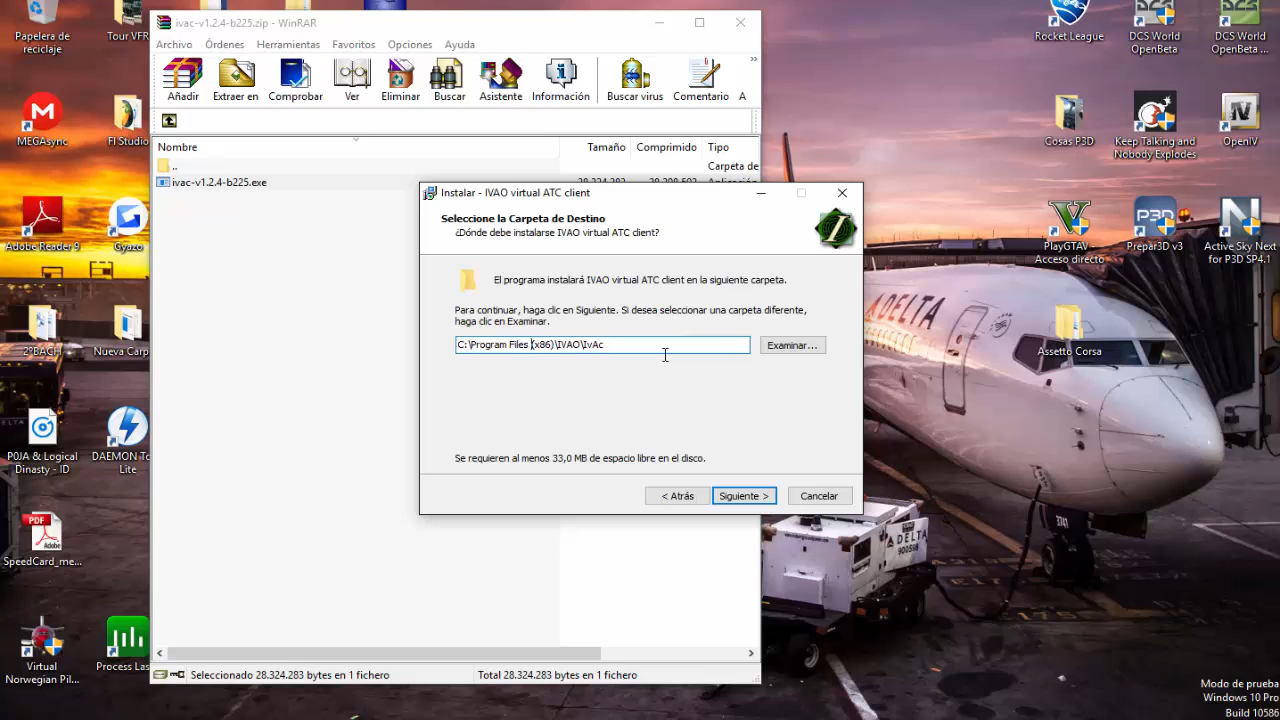 Papelera de
reciclaje
Tour VFR
MEGAsync
Fl Studio
Adobe Reader 9
Gyazo
2ºBACH
Nueva Carp
P0JA & Logical
Dinasty - ID
DAEMON To
Lite
PDF
Adobe
SpeedCard_me...
Virtual
Norwegian Pil...
Process Las
ivac-v1.2.4-b225.zip - WinRAR
Archivo Órdenes Herramientas Favoritos Opciones Ayuda
Añadir Extraer en Comprobar Ver Eliminar Buscar Asistente Información Buscar virus Comentario A
Nombre Tamaño Comprimido Tipo
.. Carpeta de
ivac-v1.2.4-b225.exe
Instalar - IVAO virtual ATC client
Seleccione la Carpeta de Destino
¿Dónde debe instalarse IVAO virtual ATC client?
El programa instalará IVAO virtual ATC client en la siguiente carpeta.
Para continuar, haga clic en Siguiente. Si desea seleccionar una carpeta diferente,
haga clic en Examinar.
C:\Program Files (x86)\IVAO\IvAc
Examinar...
Se requieren al menos 33,0 MB de espacio libre en el disco.
< Atrás Siguiente > Cancelar
Seleccionado 28.324.283 bytes en 1 fichero Total 28.324.283 bytes en 1 fichero
Rocket League
DCS World
OpenBeta
DCS World
OpenBeta ...
Cosas P3D
Keep Talking and
Nobody Explodes
OpenIV
PlayGTAV -
Acceso directo
P3D
Prepar3D v3
Active Sky Next
for P3D SP4.1
Assetto Corsa
DELTA
3741
DELTA
Modo de prueba
Windows 10 Pro
Build 10586